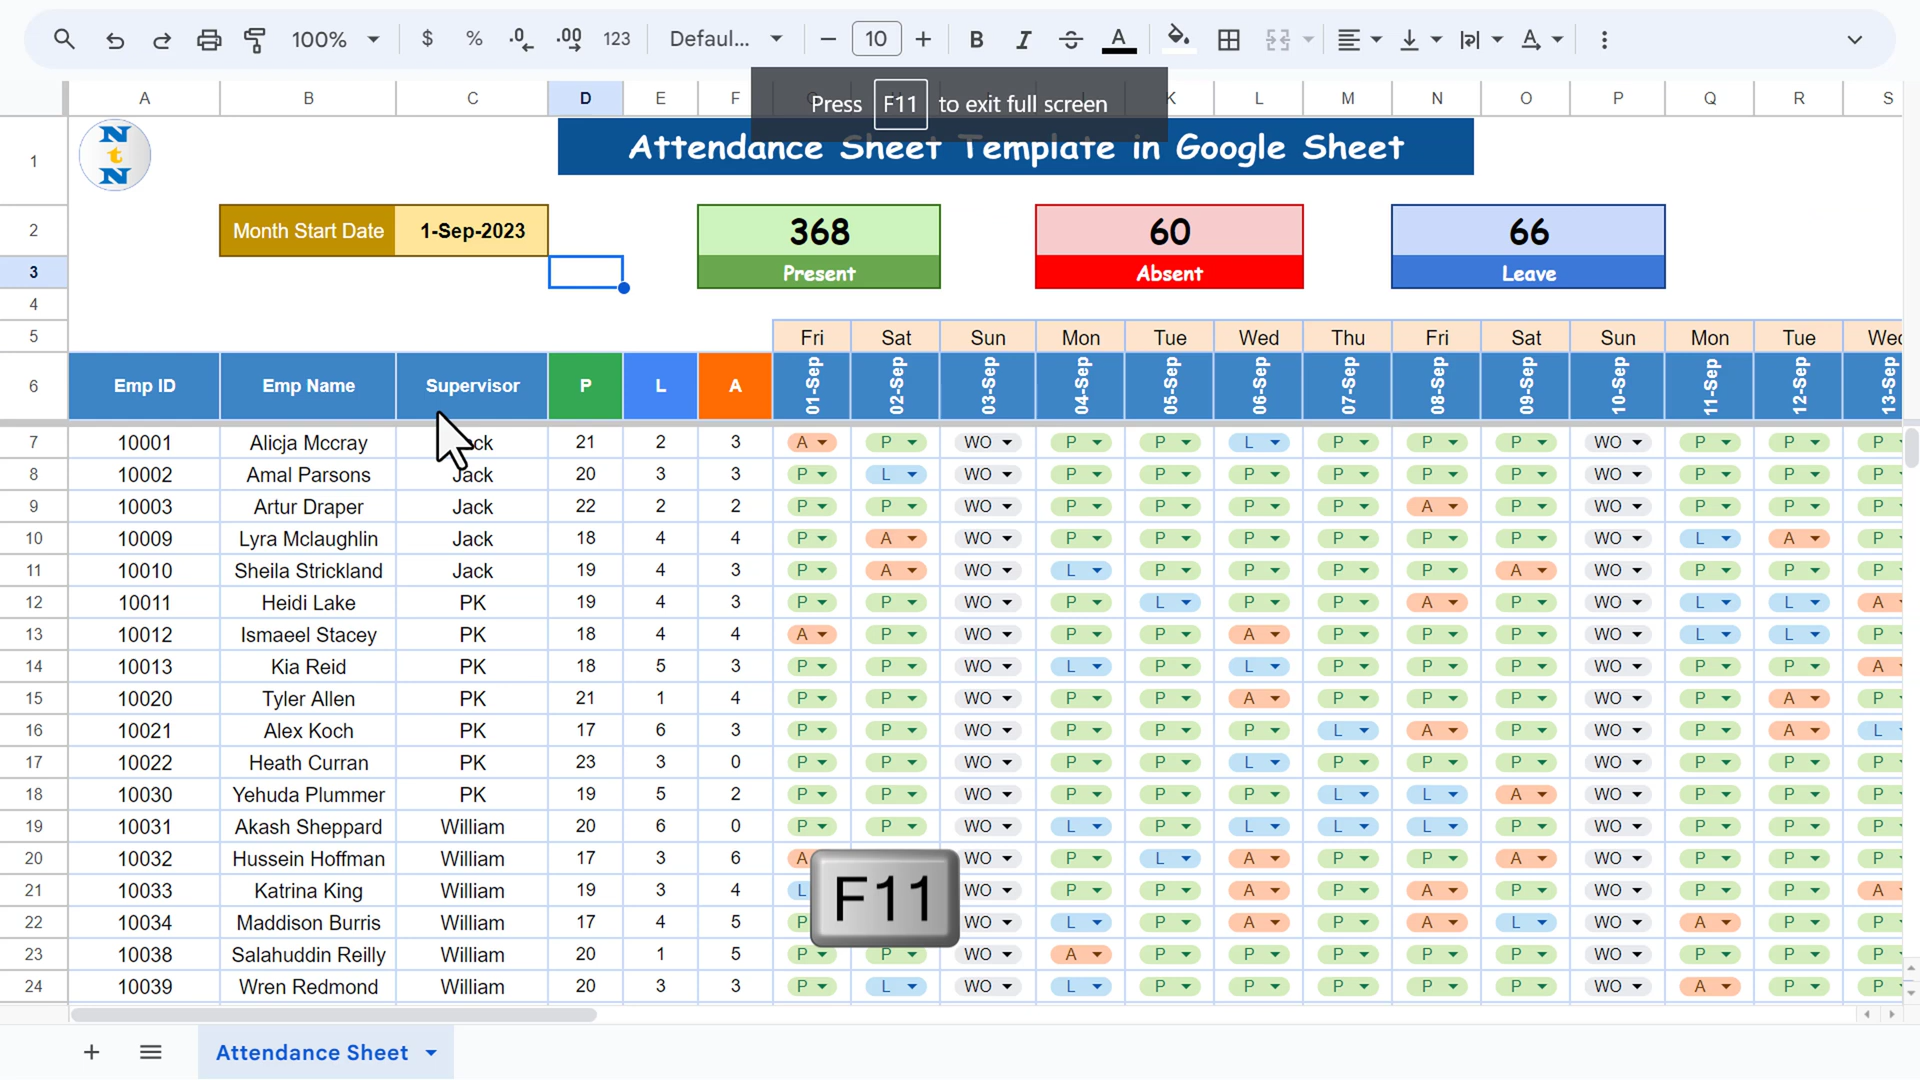 100% $ % .0 .00 123 Defaul... 10 B I A A
A B C D E F K L M N O P Q R S
Press F11 to exit full screen
Attendance Sheet Template in Google Sheet
N t N
1
2 Month Start Date 1-Sep-2023 368 60 66
3 Present Absent Leave
4
5 Fri Sat Sun Mon Tue Wed Thu Fri Sat Sun Mon Tue Wed
6 Emp ID Emp Name Supervisor P L A 01-Sep 02-Sep 03-Sep 04-Sep 05-Sep 06-Sep 07-Sep 08-Sep 09-Sep 10-Sep 11-Sep 12-Sep 13-Sep
7 10001 Alicja Mccray ck 21 2 3 A P WO P P L P P P WO P P P
8 10002 Amal Parsons Jack 20 3 3 P L WO P P P P P P WO P P P
9 10003 Artur Draper Jack 22 2 2 P P WO P P P P A P WO P P P
10 10009 Lyra Mclaughlin Jack 18 4 4 P A WO P P P P P P WO L A P
11 10010 Sheila Strickland Jack 19 4 3 P A WO L P P P P A WO P P P
12 10011 Heidi Lake PK 19 4 3 P P WO P L P P A P WO L L A
13 10012 Ismaeel Stacey PK 18 4 4 A P WO P P A P P P WO L L P
14 10013 Kia Reid PK 18 5 3 P P WO L P L P P P WO P P A
15 10020 Tyler Allen PK 21 1 4 P P WO P P A P P P WO P A P
16 10021 Alex Koch PK 17 6 3 P P WO P P P L A P WO P A L
17 10022 Heath Curran PK 23 3 0 P P WO P P L P P P WO P P P
18 10030 Yehuda Plummer PK 19 5 2 P P WO P P P L L A WO P P P
19 10031 Akash Sheppard William 20 6 0 P P WO L P L L L P WO P P P
20 10032 Hussein Hoffman William 17 3 6 A WO P L A P P A WO P P P
21 10033 Katrina King William 19 3 4 L WO P P A P A P WO P P A
22 10034 Maddison Burris William 17 4 5 P WO L P A P A L WO A P P
23 10038 Salahuddin Reilly William 20 1 5 P P WO A P P P P P WO P P P
24 10039 Wren Redmond William 20 3 3 P L WO L P P P P P WO A P P
F11
Attendance Sheet